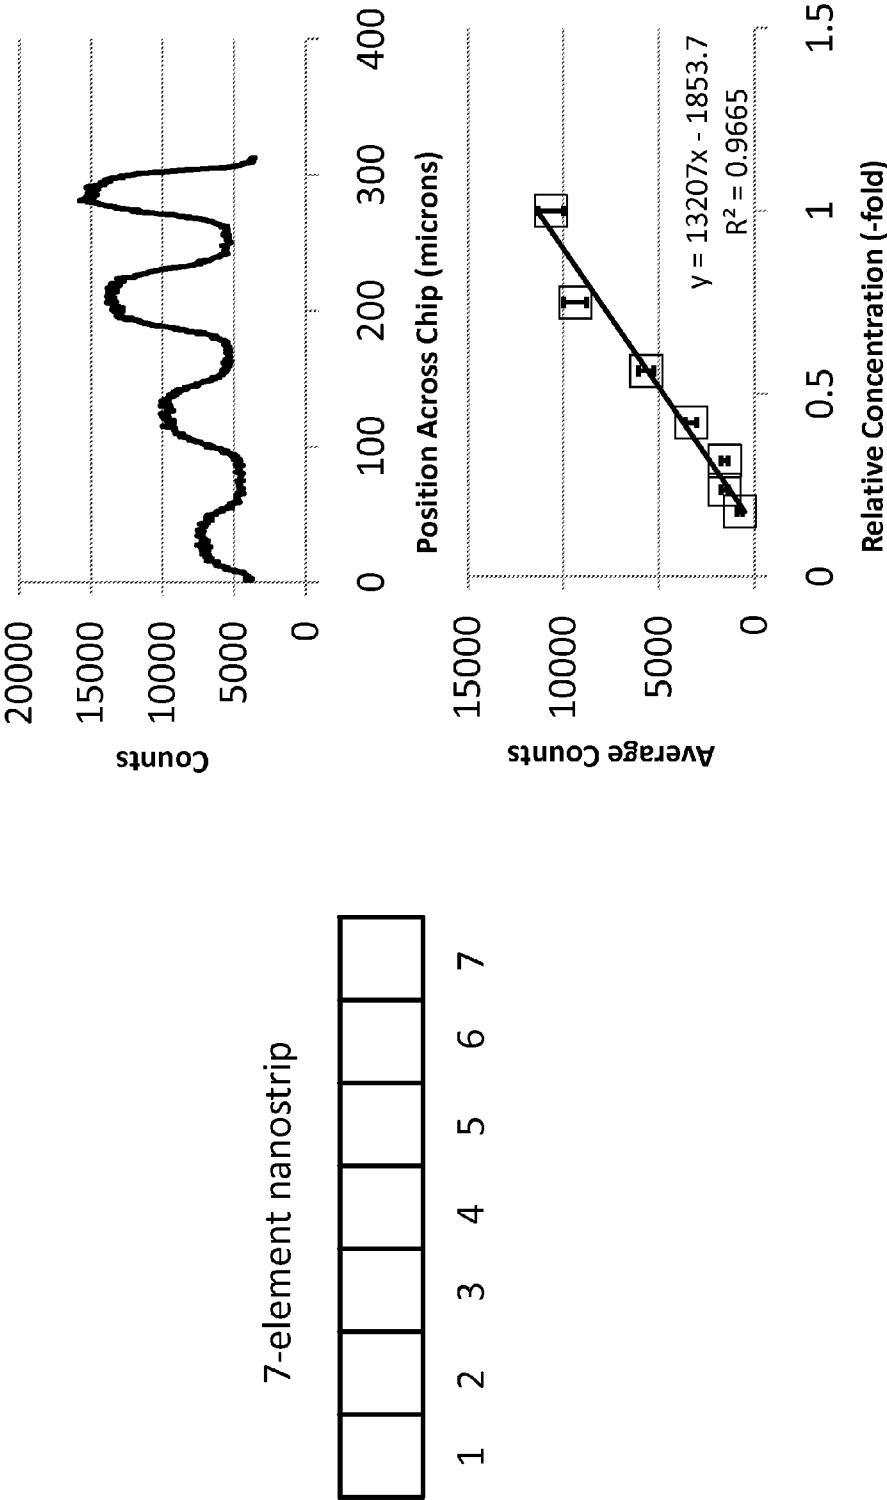 7-element nanostrip
1 2 3 4 5 6 7
Counts
20000
15000
10000
5000
0
0 100 200 300 400
Position Across Chip (microns)
Average Counts
15000
10000
5000
0
y = 13207x - 1853.7
R² = 0.9665
0 0.5 1 1.5
Relative Concentration (-fold)